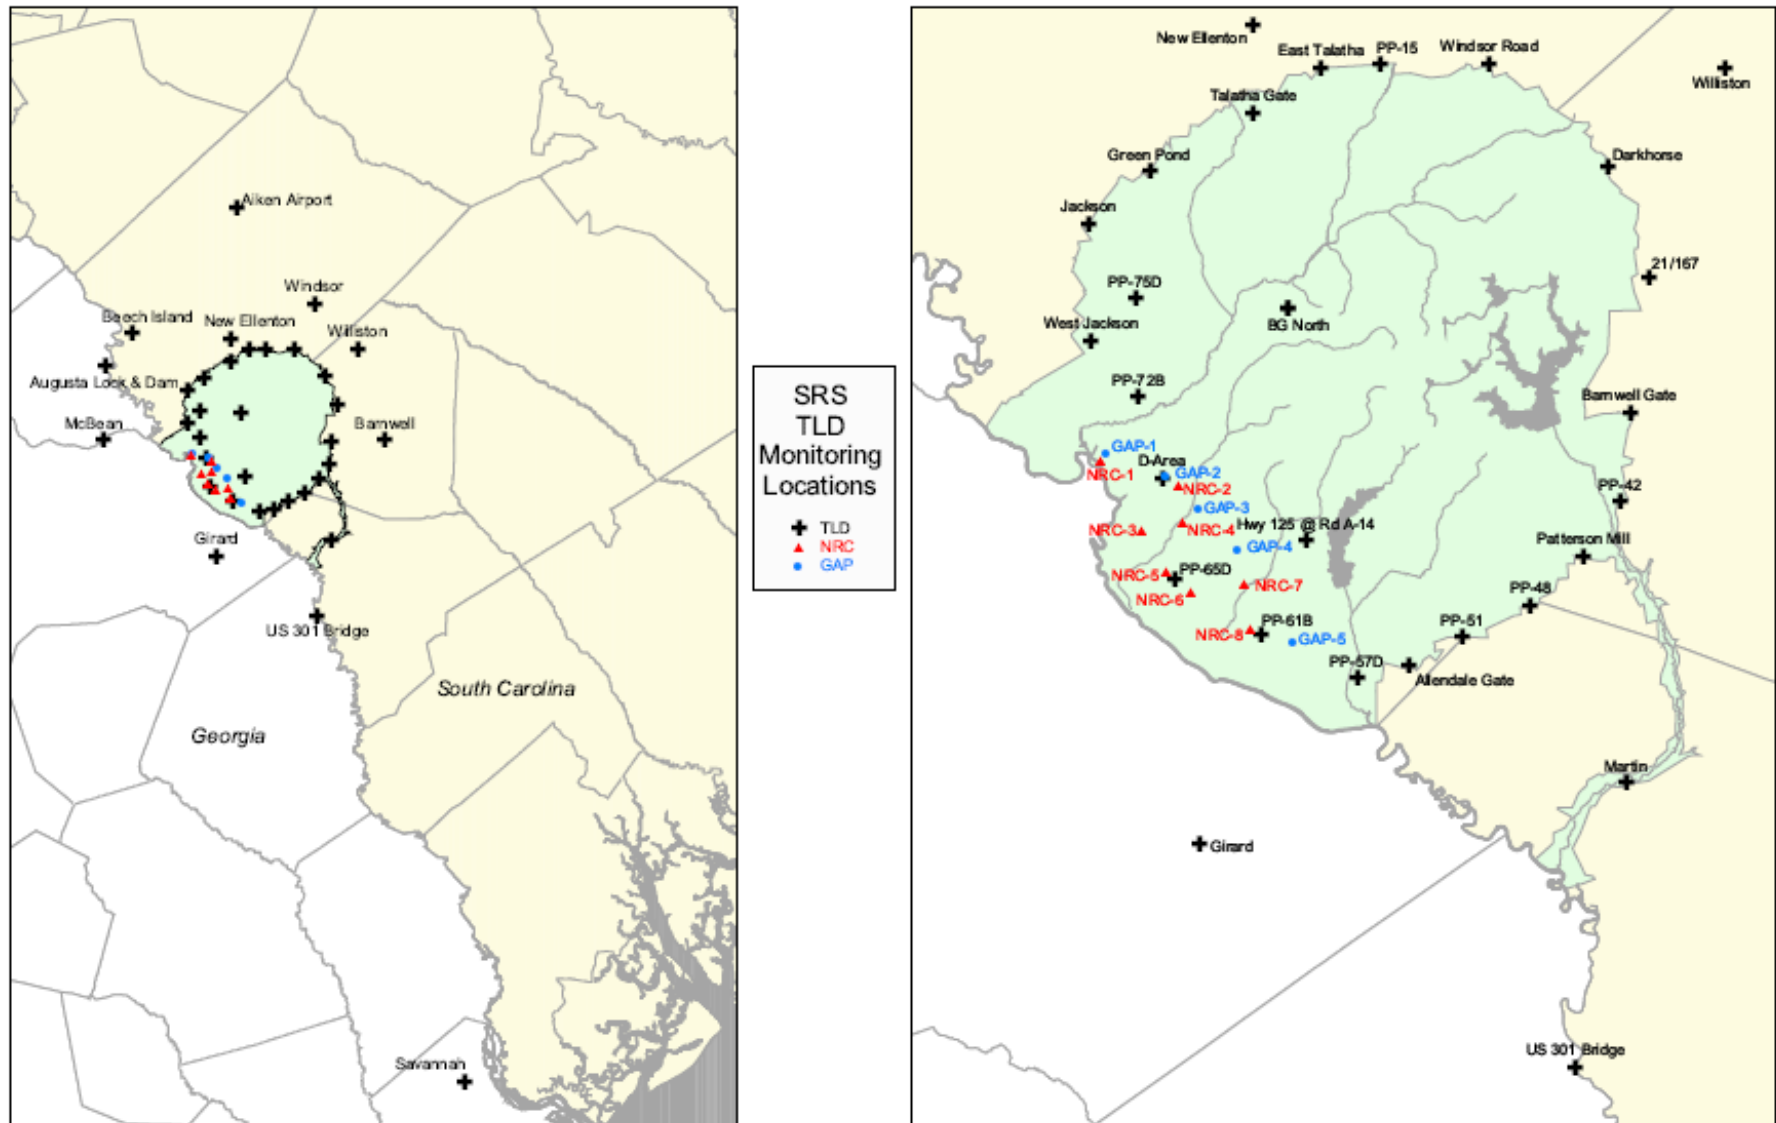 Aiken Airport
Windsor
Beech Island
New Ellenton
Williston
Augusta Lock & Dam
McBean
Barnwell
Girard
US 301 Bridge
South Carolina
Georgia
Savannah
SRS
TLD
Monitoring
Locations
TLD
NRC
GAP
New Ellenton
East Talatha
PP-15
Windsor Road
Williston
Talatha Gate
Green Pond
Darkhorse
Jackson
21/167
PP-75D
West Jackson
BG North
PP-72B
Barnwell Gate
GAP-1
D-Area
NRC-1
GAP-2
NRC-2
PP-42
GAP-3
NRC-3
NRC-4
Hwy 125 @ Rd A-14
Patterson Mill
GAP-4
NRC-5
PP-65D
NRC-6
NRC-7
PP-48
NRC-8
PP-61B
GAP-5
PP-51
PP-57D
Allendale Gate
Martin
Girard
US 301 Bridge